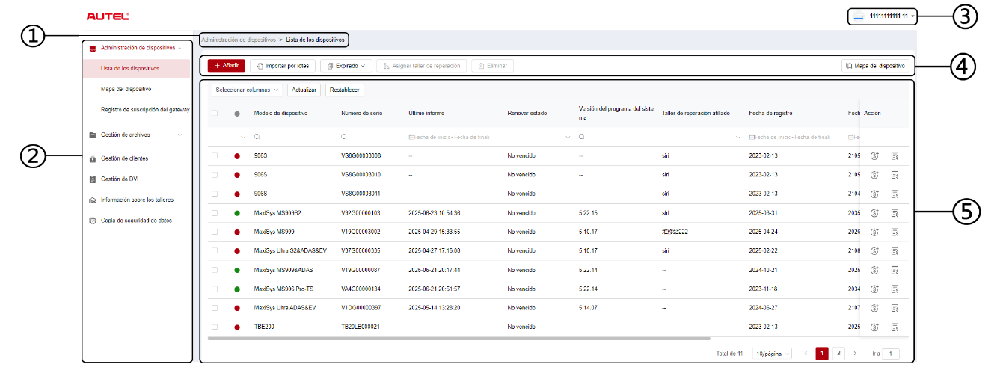 AUTEL
11111111111 11
③
①
Administración de dispositivos > Lista de los dispositivos
Administración de dispositivos
Lista de los dispositivos
Mapa del dispositivo
Registro de suscripción del gateway
Gestión de archivos
Gestión de clientes
Gestión de DVI
Información sobre los talleres
Copia de seguridad de datos
②
+ Añadir Importar por lotes Expirado Asignar taller de reparación Eliminar Mapa del dispositivo
④
Seleccionar columnas Actualizar Restablecer
Modelo de dispositivo Número de serie Último informe Renovar estado Versión del programa del siste
ma Taller de reparación afiliado Fecha de registro Fech Acción
Fecha de inicic - Fecha de finali Fecha de inicic - Fecha de finali Fe
906S VS8G00003008 -- No vencido -- siri 2023-02-13 2105
906S VS8G00003010 -- No vencido -- siri 2023-02-13 2105
906S VS8G00003011 -- No vencido -- siri 2023-02-13 2104
MaxiSys MS909S2 V92G00000103 2025-06-23 10:54:36 No vencido 5.22.15 siri 2025-03-31 2035
MaxiSys MS909 V19G00003002 2025-04-29 15:33:55 No vencido 5.10.17 维修站222 2025-04-24 2026
MaxiSys Ultra S2&ADAS&EV V37G00000335 2025-04-27 17:16:08 No vencido 5.10.17 siri 2025-02-22 2108
MaxiSys MS909&ADAS V19G00000087 2025-06-21 20:17:44 No vencido 5.22.14 -- 2024-10-21 2025
MaxiSys MS906 Pro-TS VA4G00000134 2025-06-21 20:51:57 No vencido 5.22.14 -- 2023-11-18 2034
MaxiSys Ultra ADAS&EV V1DG00000397 2025-05-14 13:28:20 No vencido 5.14.07 -- 2024-06-27 2107
TBE200 TB20LB000021 -- No vencido -- -- 2023-02-13 2025
⑤
Total de 11 10/página < 1 2 > Ir a 1